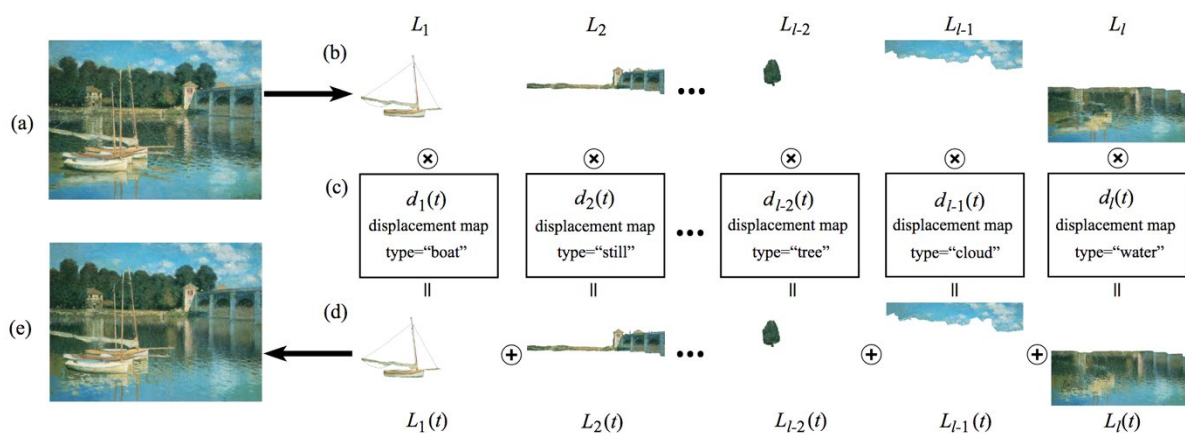 L₁ L₂ Lₗ₋₂ Lₗ₋₁ Lₗ
(b)
(a)
(c)
d₁(t) d₂(t) dₗ₋₂(t) dₗ₋₁(t) dₗ(t)
displacement map displacement map ••• displacement map displacement map displacement map
type=“boat” type=“still” type=“tree” type=“cloud” type=“water”
(d)
(e)
L₁(t) L₂(t) Lₗ₋₂(t) Lₗ₋₁(t) Lₗ(t)